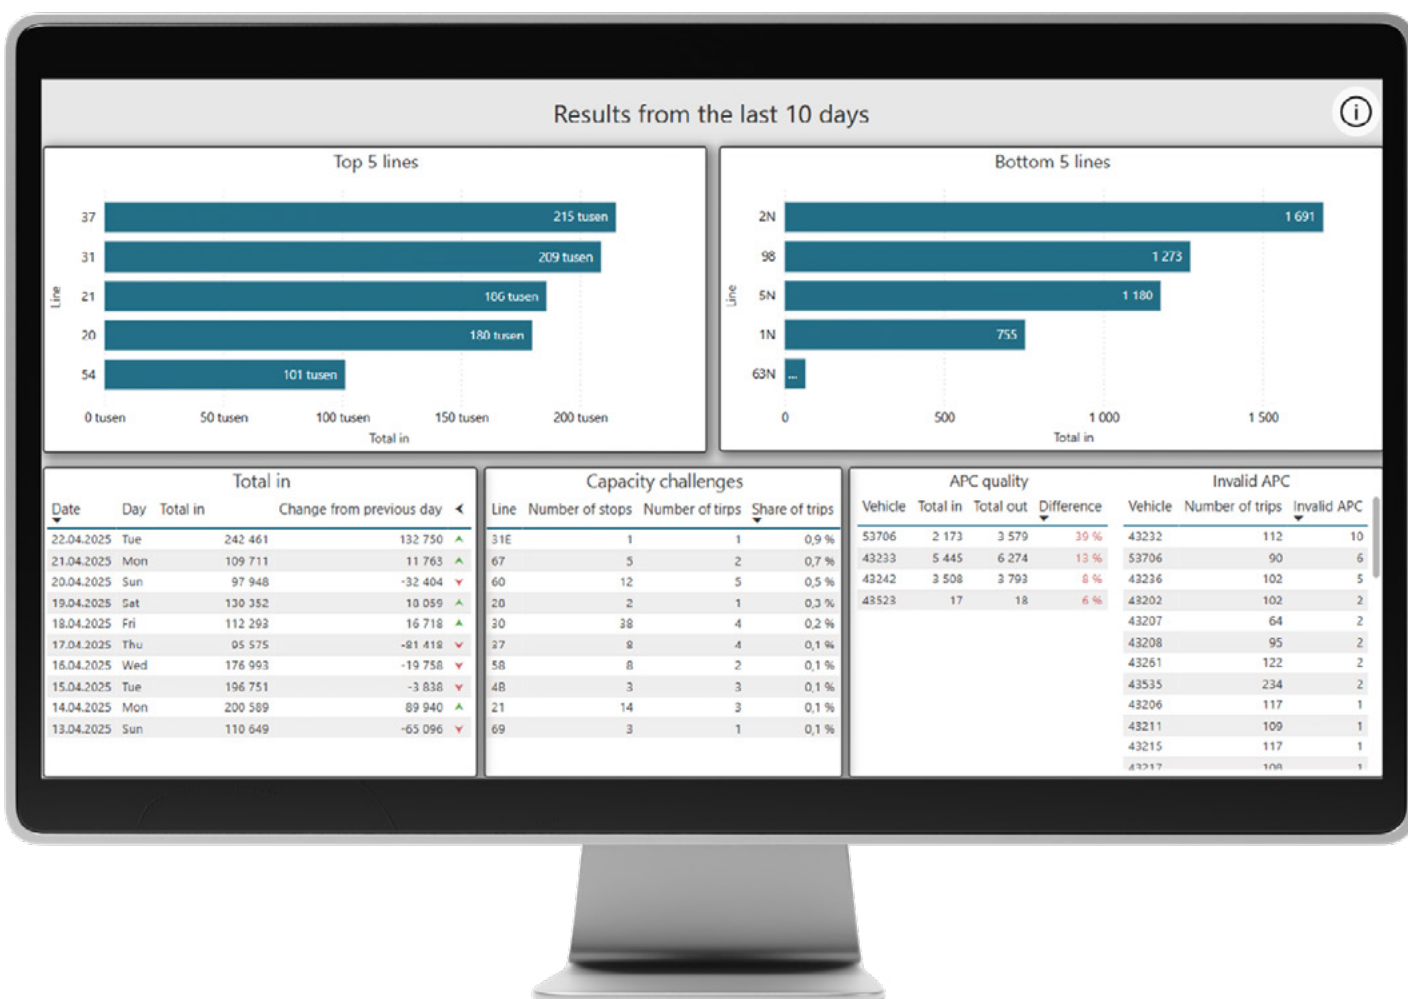 Results from the last 10 days
Top 5 lines
Line
37 215 tusen
31 209 tusen
21 186 tusen
20 180 tusen
54 101 tusen
0 tusen 50 tusen 100 tusen 150 tusen 200 tusen
Total in
Bottom 5 lines
Line
2N 1 691
98 1 273
5N 1 180
1N 755
63N ...
0 500 1 000 1 500
Total in
Total in
Date Day Total in Change from previous day
22.04.2025 Tue 242 461 132 750
21.04.2025 Mon 109 711 11 763
20.04.2025 Sun 97 948 -32 404
19.04.2025 Sat 130 352 18 059
18.04.2025 Fri 112 293 16 718
17.04.2025 Thu 95 575 -81 418
16.04.2025 Wed 176 993 -19 758
15.04.2025 Tue 196 751 -3 838
14.04.2025 Mon 200 589 89 940
13.04.2025 Sun 110 649 -65 096
Capacity challenges
Line Number of stops Number of tirps Share of trips
31E 1 1 0,9 %
67 5 2 0,7 %
60 12 5 0,5 %
28 2 1 0,3 %
30 38 4 0,2 %
37 8 4 0,1 %
58 8 2 0,1 %
4B 3 3 0,1 %
21 14 3 0,1 %
69 3 1 0,1 %
APC quality
Vehicle Total in Total out Difference
53706 2 173 3 579 39 %
43233 5 445 6 274 13 %
43242 3 508 3 793 8 %
43523 17 18 6 %
Invalid APC
Vehicle Number of trips Invalid APC
43232 112 10
53706 90 6
43236 102 5
43202 102 2
43207 64 2
43208 95 2
43261 122 2
43535 234 2
43206 117 1
43211 109 1
43215 117 1
43217 108 1